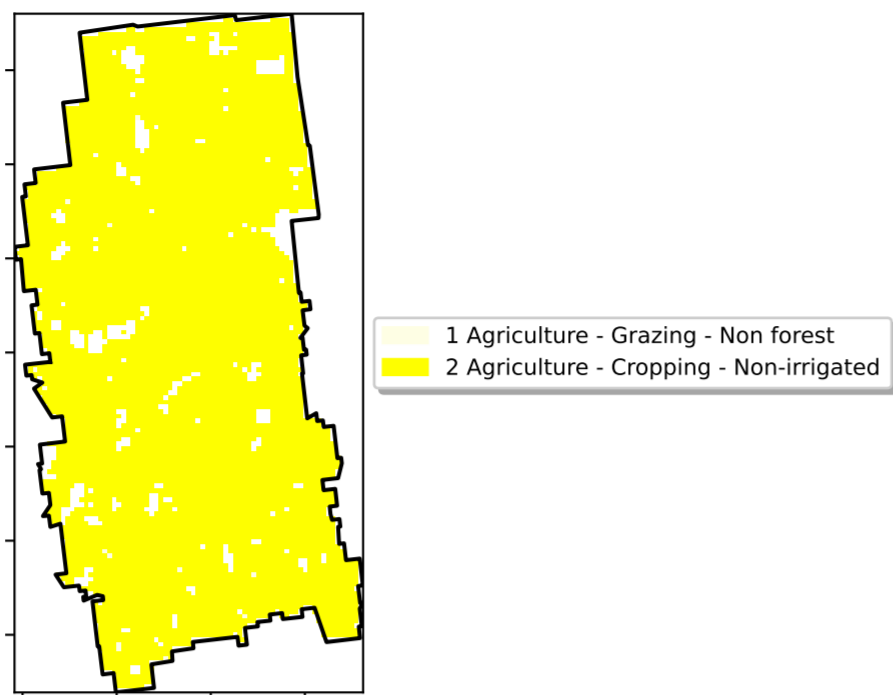 1 Agriculture - Grazing - Non forest
2 Agriculture - Cropping - Non-irrigated